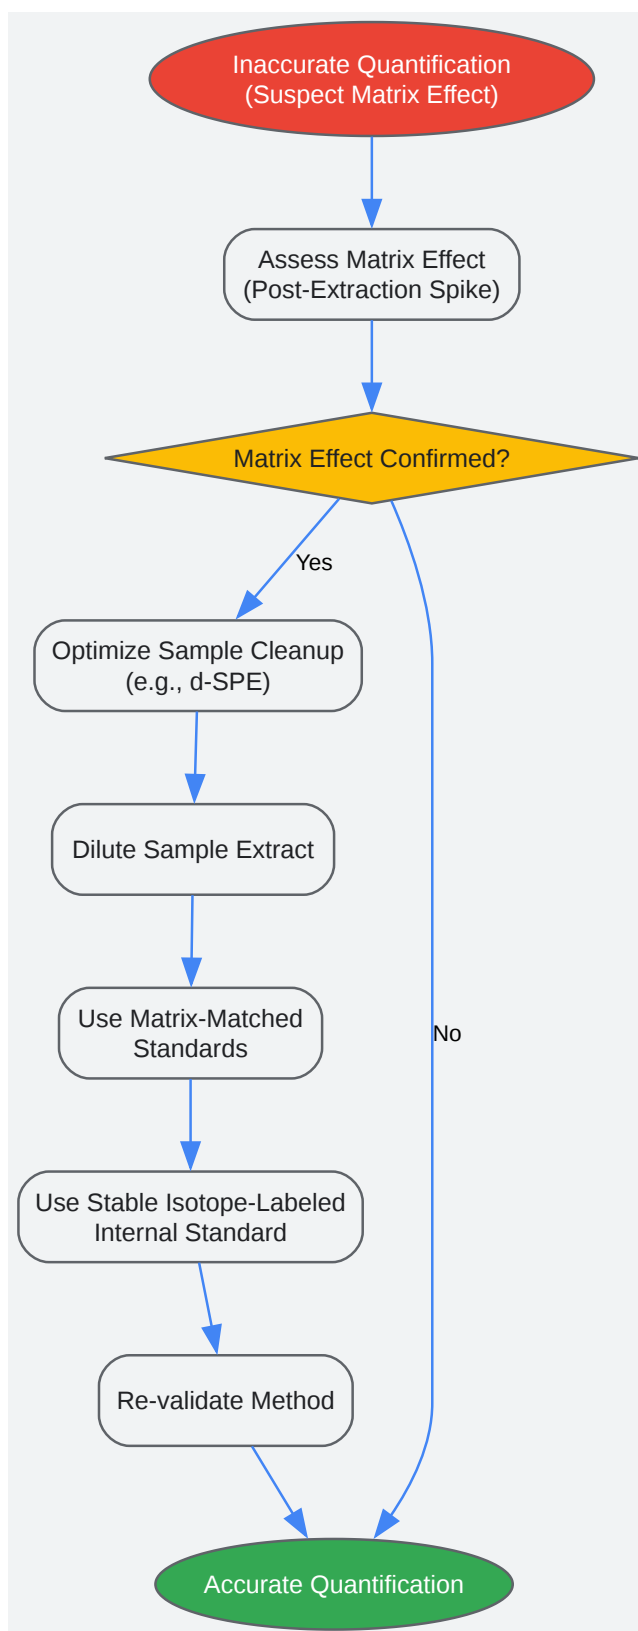 Inaccurate Quantification
(Suspect Matrix Effect)
Assess Matrix Effect
(Post-Extraction Spike)
Matrix Effect Confirmed?
Yes
Optimize Sample Cleanup
(e.g., d-SPE)
Dilute Sample Extract
Use Matrix-Matched
Standards
No
Use Stable Isotope-Labeled
Internal Standard
Re-validate Method
Accurate Quantification